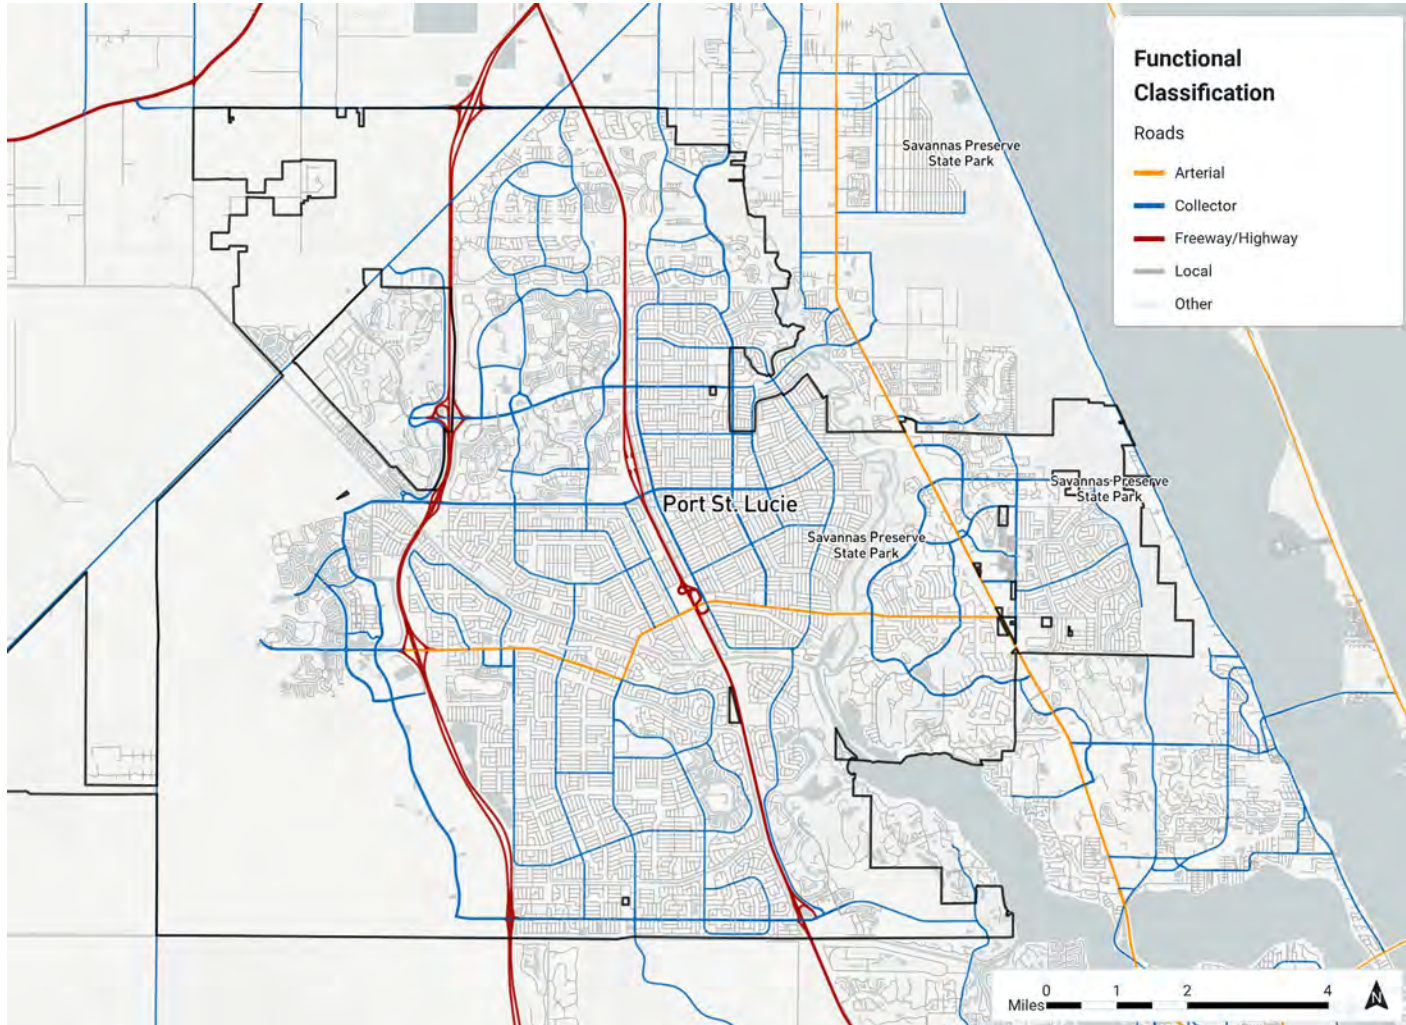 Functional
Classification
Roads
Arterial
Collector
Freeway/Highway
Local
Other
Savannas Preserve
State Park
Savannas Preserve
State Park
Port St. Lucie
Savannas Preserve
State Park
0 1 2 4
Miles
N